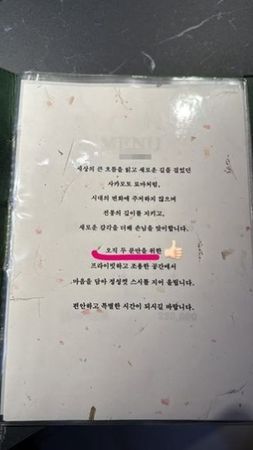 세상의 큰 흐름을 읽고 새로운 길을 걸었던
사카모토 료마처럼,
시대의 변화에 주저하지 않으며
전통의 깊이를 지키고,
새로운 감각을 더해 손님을 맞이합니다.
오직 두 분만을 위한
프라이빗하고 조용한 공간에서
마음을 담아 정성껏 스시를 지어 올립니다.
편안하고 특별한 시간이 되시길 바랍니다.